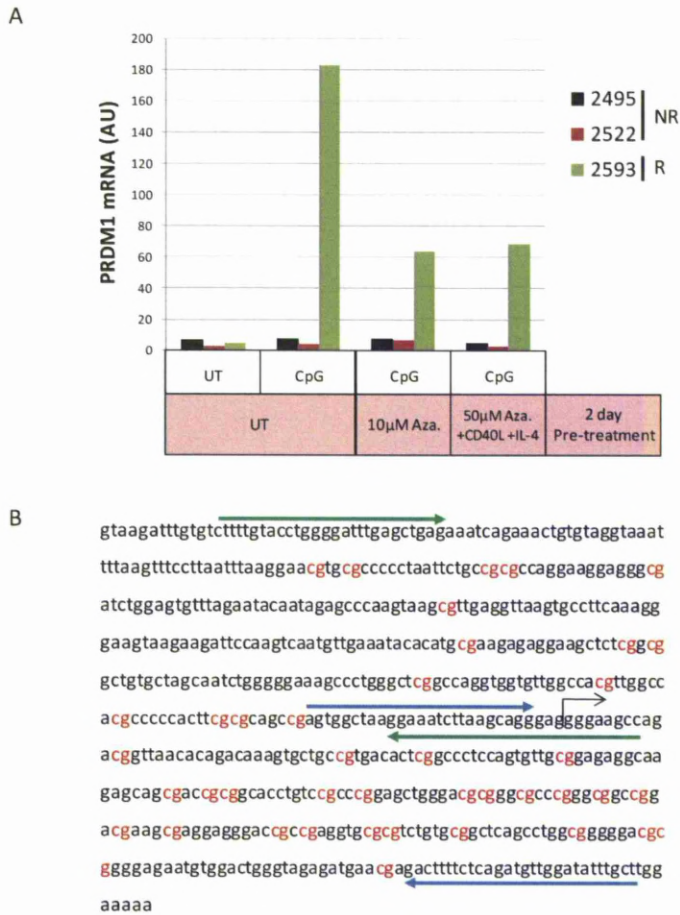 A
200
180
160
140
120
100
80
60
40
20
0
PRDM1 mRNA (AU)
2495
2522
NR
2593
R
UT
CpG
CpG
CpG
UT
10µM Aza.
50µM Aza.
+CD40L +IL-4
2 day
Pre-treatment
B
gtaagatttgtgtcttttgtacctggggatttgagctgagaaatcagaaactgtgtaggtaaat
tttaagtttccttaatttaaggaacgtgcgccccctaattctgccgcgccaggaaggagggcg
atctggagtgtttagaatacaatagagcccaagtaagcgttgaggttaagtgccttcaaagg
gaagtaagaagattccaagtcaatgttgaaatacacatgcgaagagaggaagctctcggcg
gctgtgctagcaatctgggggaaagccctgggctcggccaggtggtgttggccacgttggcc
acgcccccacttcgcgcagccgagtggctaaggaaatcttaagcagggaggggaagccag
acggttaacacagacaaagtgctgccgtgacactcggccctccagtgttgcggagaggcaa
gagcagcgaccgcggcacctgtccgcccggagctgggacgcgggcgcccgggcggccgg
acgaagcgaggagggaccgccgaggtgcgcgtctgtgcggctcagcctggcgggggacgc
ggggagaatgtggactgggtagagatgaacgagacttttctcagatgttggatatttgcttgg
aaaaa